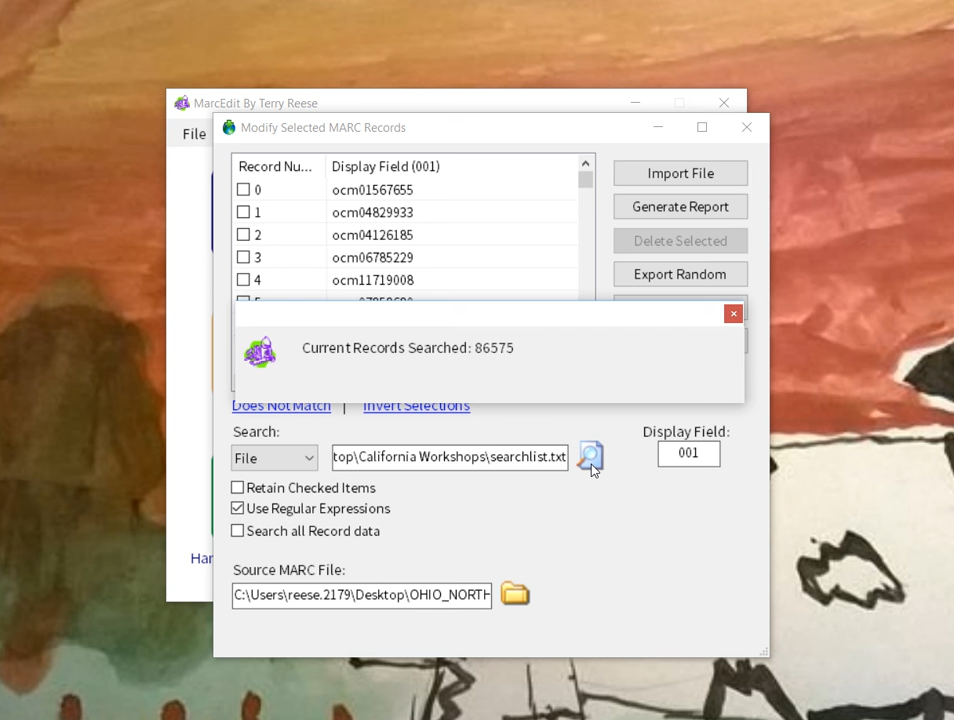 MarcEdit By Terry Reese
File
Modify Selected MARC Records
Record Nu... Display Field (001)
0 ocm01567655
1 ocm04829933
2 ocm04126185
3 ocm06785229
4 ocm11719008
Import File
Generate Report
Delete Selected
Export Random
Current Records Searched: 86575
Does Not Match | Invert Selections
Search:
File
top\California Workshops\searchlist.txt
Display Field:
001
Retain Checked Items
Use Regular Expressions
Search all Record data
Har
Source MARC File:
C:\Users\reese.2179\Desktop\OHIO_NORTH